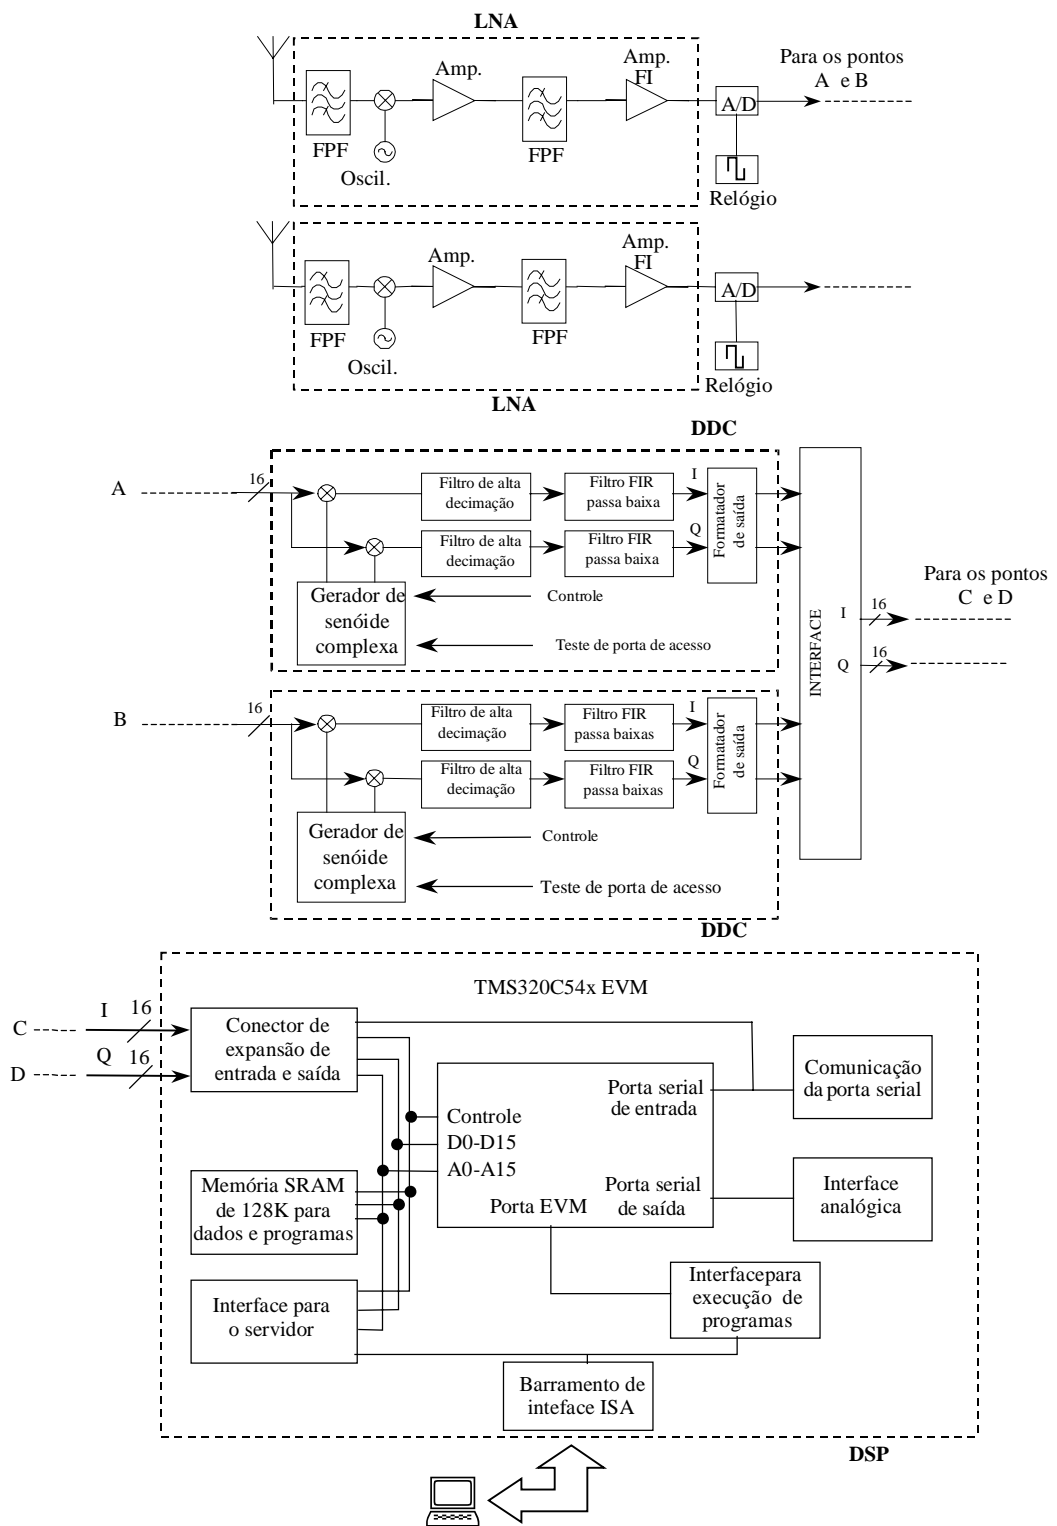 LNA
Para os pontos
A e B
Amp.
Amp.
FI
A/D
FPF
FPF
Oscil.
Relógio
Amp.
Amp.
FI
A/D
FPF
FPF
Oscil.
Relógio
LNA
DDC
A
16
Filtro de alta
decimação
Filtro FIR
passa baixa
I
Filtro de alta
decimação
Filtro FIR
passa baixa
Q
Formatador
de saída
Gerador de
senóide
complexa
Controle
Teste de porta de acesso
INTERFACE
I
16
Q
16
Para os pontos
C e D
B
16
Filtro de alta
decimação
Filtro FIR
passa baixas
I
Filtro de alta
decimação
Filtro FIR
passa baixas
Q
Formatador
de saída
Gerador de
senóide
complexa
Controle
Teste de porta de acesso
DDC
TMS320C54x EVM
C
I
16
D
Q
16
Conector de
expansão de
entrada e saída
Porta serial
de entrada
Comunicação
da porta serial
Controle
D0-D15
A0-A15
Porta EVM
Porta serial
de saída
Interface
analógica
Memória SRAM
de 128K para
dados e programas
Interface para
o servidor
Interfacepara
execução de
programas
Barramento de
inteface ISA
DSP